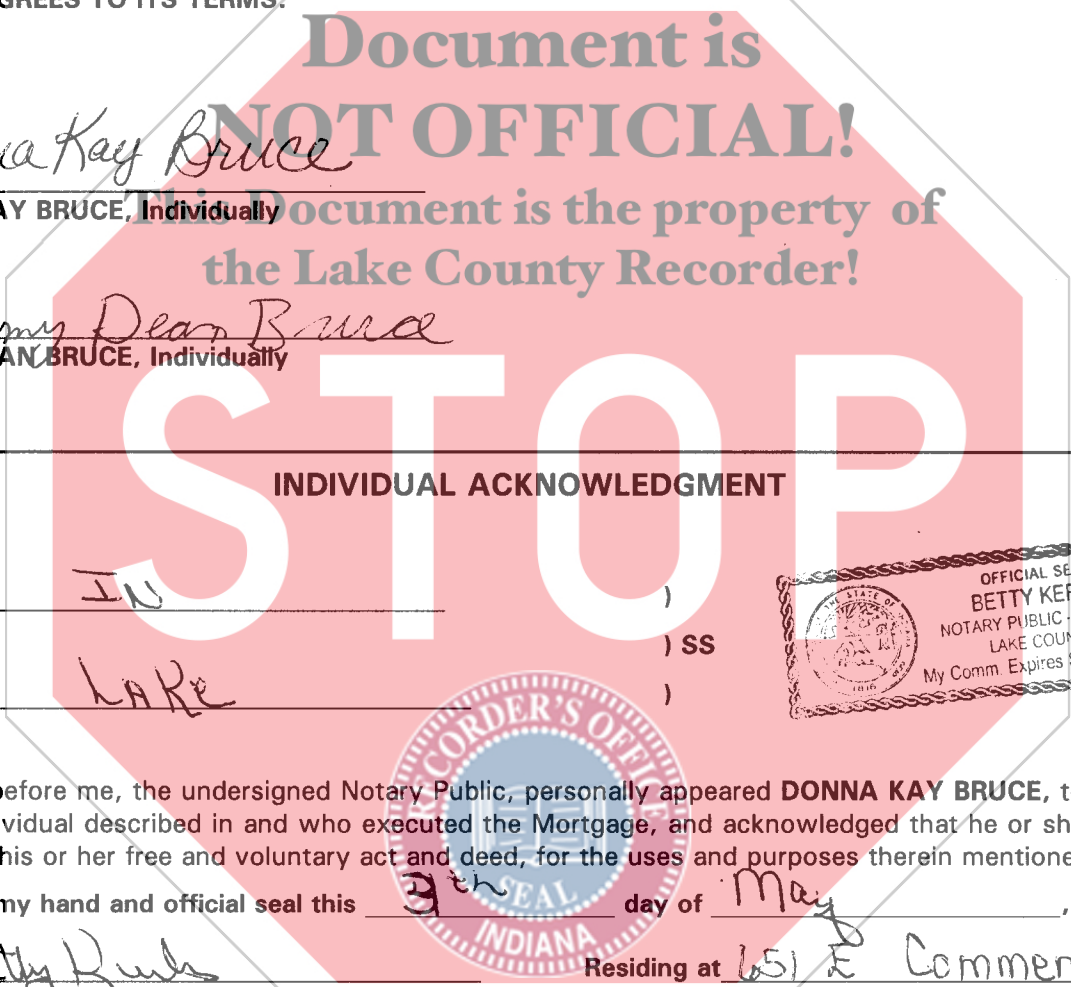 GREES TO ITS TERMS.
Document is
NOT OFFICIAL!
a Kay Bruce
AY BRUCE, Individually
This Document is the property of
the Lake County Recorder!
my Dean Bruce
AN BRUCE, Individually
STOP
INDIVIDUAL ACKNOWLEDGMENT
IN )
) SS
LAKE )
OFFICIAL SE
BETTY KE
NOTARY PUBLIC -
LAKE COUN
My Comm. Expires
THE STATE OF
1816
RECORDER'S OFFICE
SEAL
INDIANA
efore me, the undersigned Notary Public, personally appeared DONNA KAY BRUCE, t
vidual described in and who executed the Mortgage, and acknowledged that he or sh
his or her free and voluntary act and deed, for the uses and purposes therein mentione
my hand and official seal this day of May ,
Residing at 651 E Commer